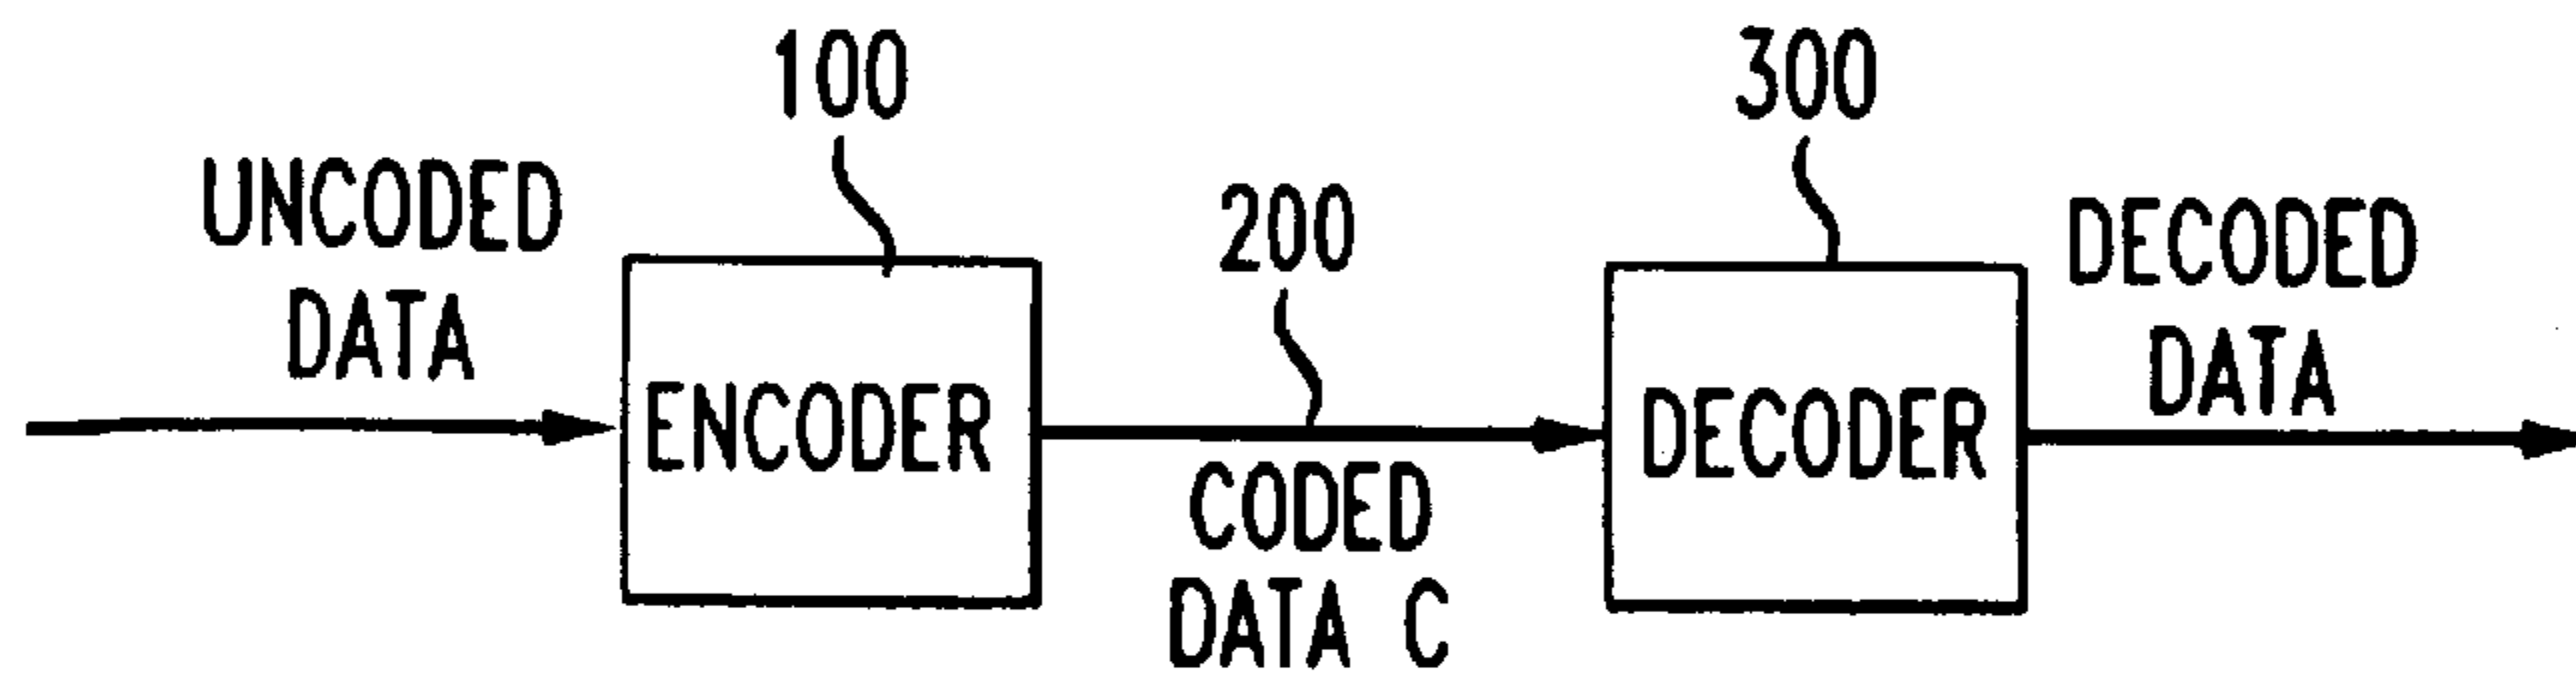 100
300
UNCODED
DATA
200
DECODED
DATA
ENCODER
DECODER
CODED
DATA C